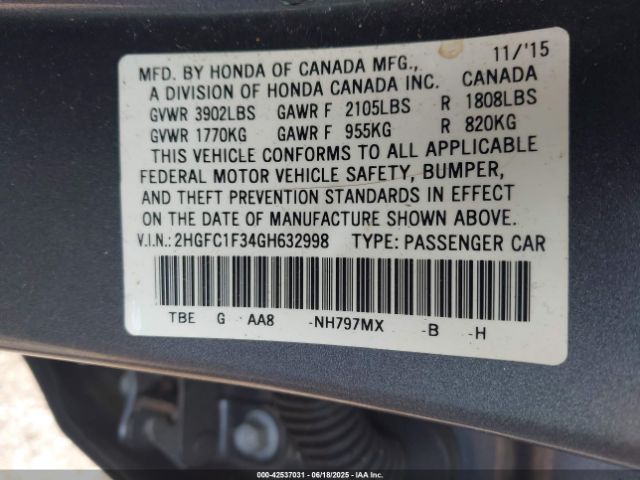 11/'15
MFD. BY HONDA OF CANADA MFG.,
A DIVISION OF HONDA CANADA INC. CANADA
GVWR 3902LBS GAWR F 2105LBS R 1808LBS
GVWR 1770KG GAWR F 955KG R 820KG
THIS VEHICLE CONFORMS TO ALL APPLICABLE
FEDERAL MOTOR VEHICLE SAFETY, BUMPER,
AND THEFT PREVENTION STANDARDS IN EFFECT
ON THE DATE OF MANUFACTURE SHOWN ABOVE.
V.I.N.:2HGFC1F34GH632998 TYPE: PASSENGER CAR
TBE G AA8 -NH797MX -B -H
000-42537031 - 06/18/2025 - IAA Inc.